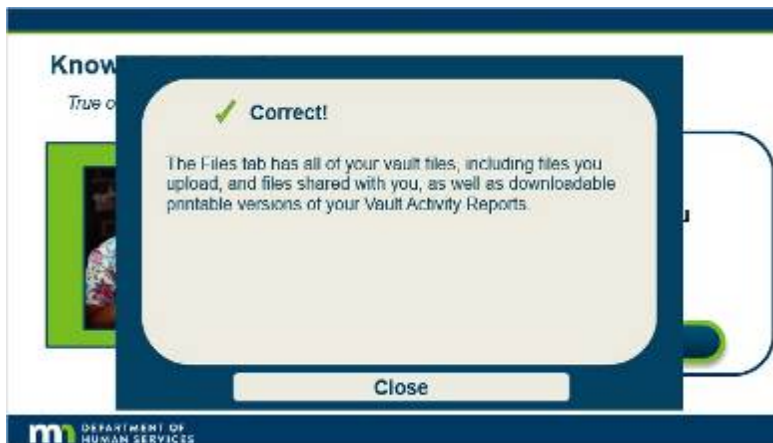 Know
True o
✓ Correct!
The Files tab has all of your vault files, including files you
upload, and files shared with you, as well as downloadable
printable versions of your Vault Activity Reports.
Close
DEPARTMENT OF
HUMAN SERVICES